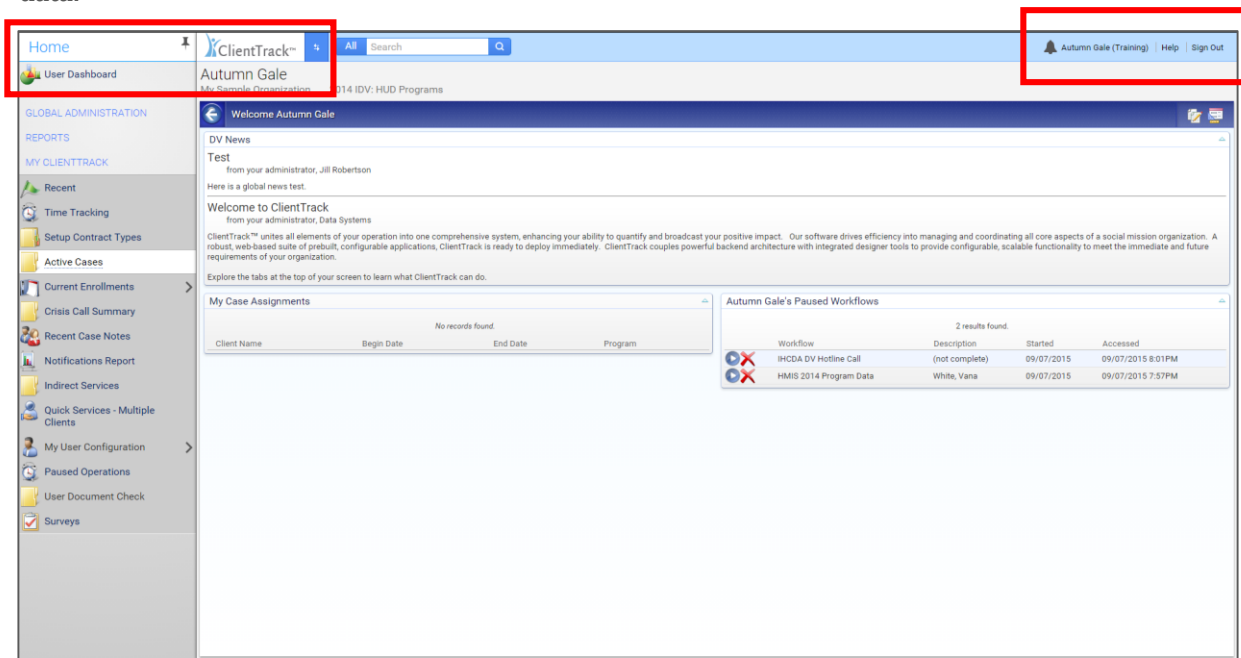 Home
ClientTrack™
All
Search
Autumn Gale (Training) | Help | Sign Out
User Dashboard
Autumn Gale
My Sample Organization
014 IDV: HUD Programs
GLOBAL ADMINISTRATION
REPORTS
MY CLIENTTRACK
Recent
Time Tracking
Setup Contract Types
Active Cases
Current Enrollments
Crisis Call Summary
Recent Case Notes
Notifications Report
Indirect Services
Quick Services - Multiple
Clients
My User Configuration
Paused Operations
User Document Check
Surveys
Welcome Autumn Gale
DV News
Test
from your administrator, Jill Robertson
Here is a global news test.
Welcome to ClientTrack
from your administrator, Data Systems
ClientTrack™ unites all elements of your operation into one comprehensive system, enhancing your ability to quantify and broadcast your positive impact. Our software drives efficiency into managing and coordinating all core aspects of a social mission organization. A
robust, web-based suite of prebuilt, configurable applications, ClientTrack is ready to deploy immediately. ClientTrack couples powerful backend architecture with integrated designer tools to provide configurable, scalable functionality to meet the immediate and future
requirements of your organization.
Explore the tabs at the top of your screen to learn what ClientTrack can do.
My Case Assignments
No records found.
Client Name Begin Date End Date Program
Autumn Gale's Paused Workflows
2 results found.
Workflow Description Started Accessed
IHCDA DV Hotline Call (not complete) 09/07/2015 09/07/2015 8:01PM
HMIS 2014 Program Data White, Vana 09/07/2015 09/07/2015 7:57PM